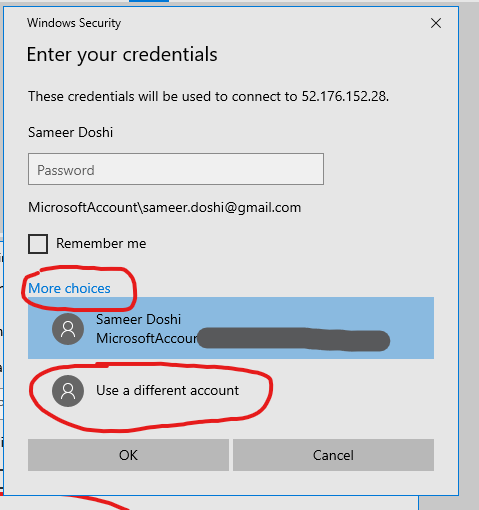 Windows Security
Enter your credentials
These credentials will be used to connect to 52.176.152.28.
Sameer Doshi
Password
MicrosoftAccount\sameer.doshi@gmail.com
Remember me
More choices
Sameer Doshi
MicrosoftAccou
Use a different account
OK
Cancel